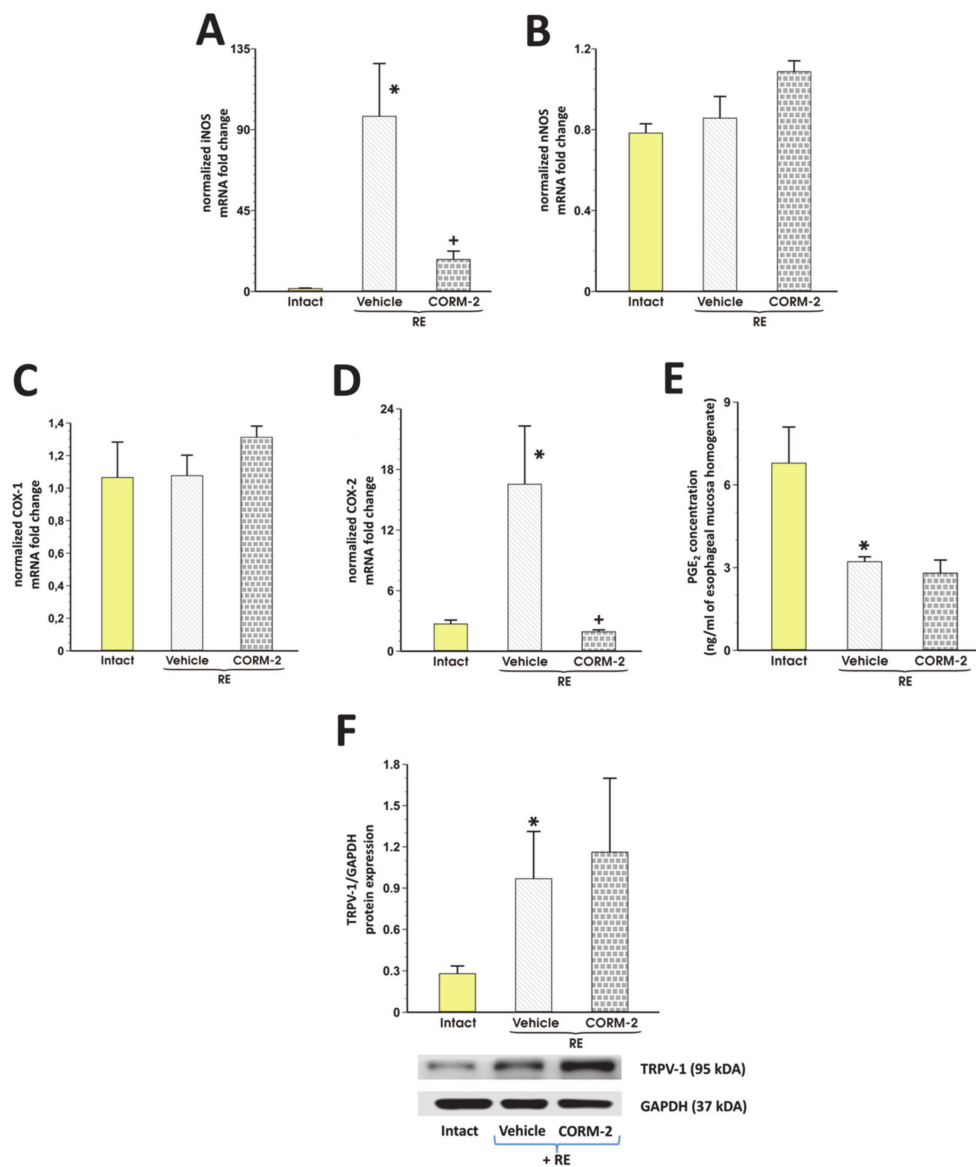 A
normalized iNOS
mRNA fold change
135
90
45
0
*
+
Intact
Vehicle
CORM-2
RE
B
normalized nNOS
mRNA fold change
1.2
0.8
0.4
0
Intact
Vehicle
CORM-2
RE
C
normalized COX-1
mRNA fold change
1,4
1,2
1,0
0,8
0,6
0,4
0,2
0
Intact
Vehicle
CORM-2
RE
D
normalized COX-2
mRNA fold change
24
18
12
6
0
*
+
Intact
Vehicle
CORM-2
RE
E
PGE₂ concentration
(ng/ml of esophageal mucosa homogenate)
9
6
3
0
*
Intact
Vehicle
CORM-2
RE
F
TRPV-1/GAPDH
protein expression
1.8
1.5
1.2
0.9
0.6
0.3
0
*
Intact
Vehicle
CORM-2
RE
TRPV-1 (95 kDA)
GAPDH (37 kDA)
Intact Vehicle CORM-2
+ RE